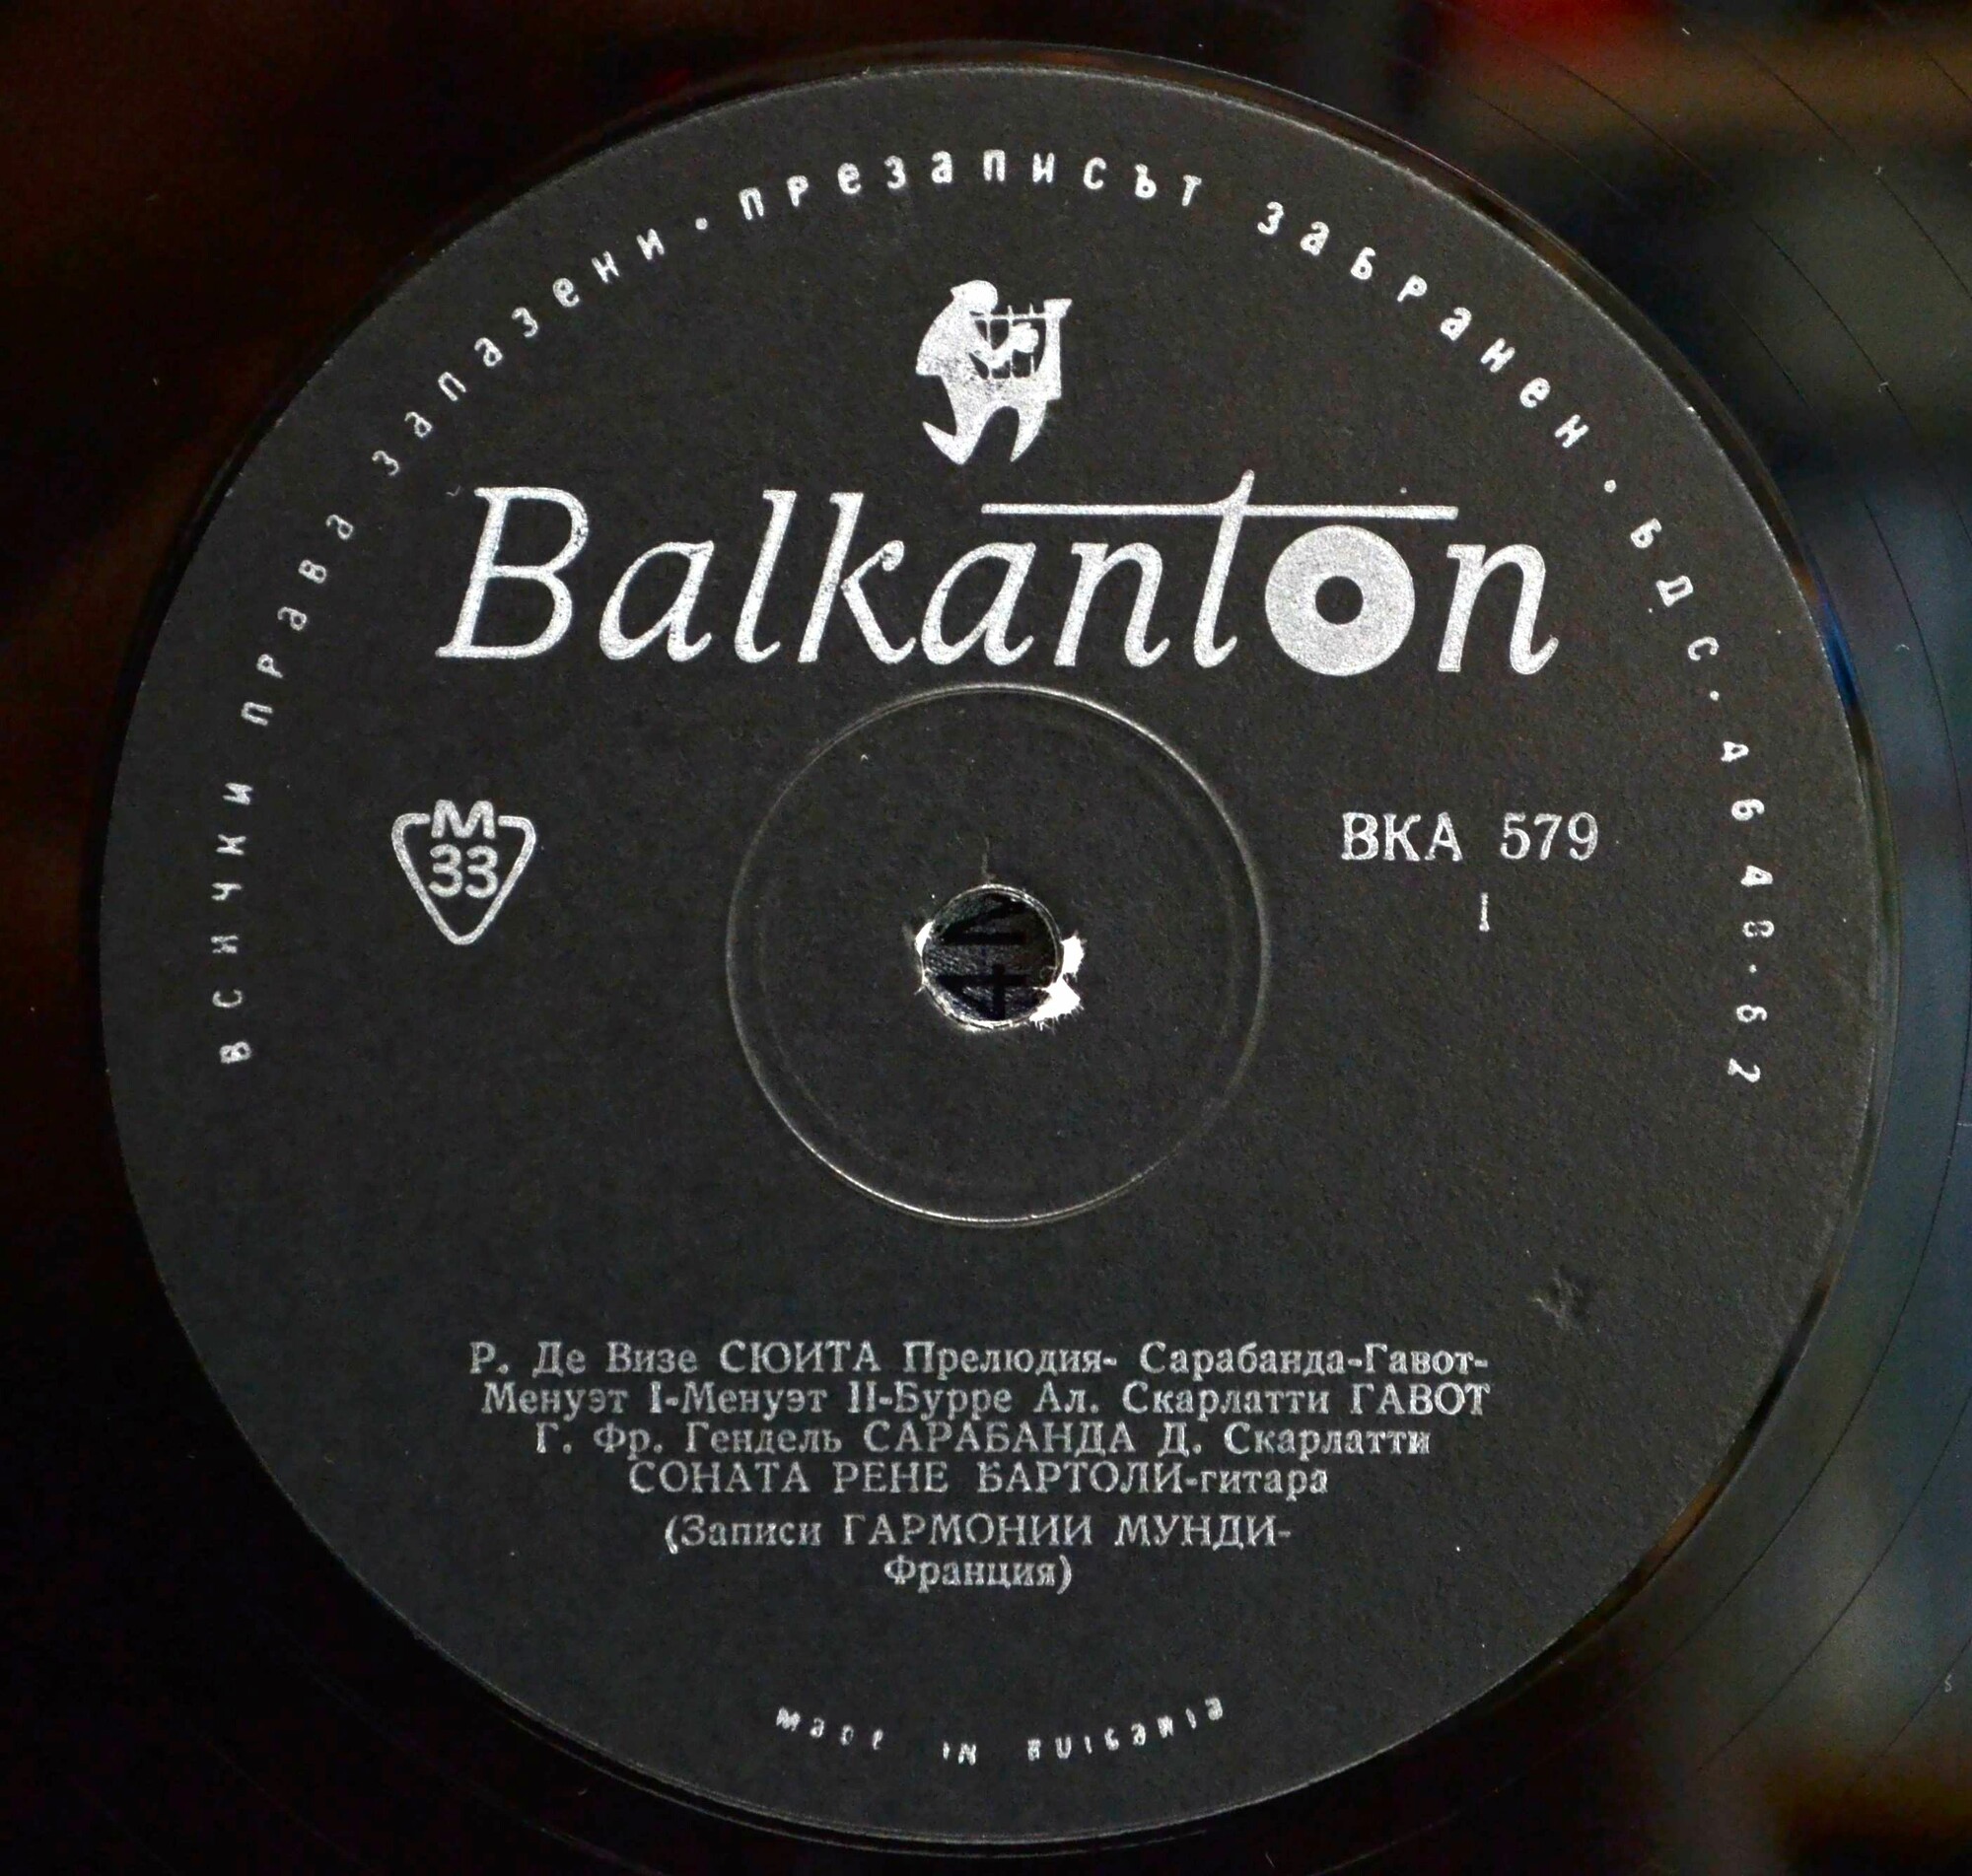 всички права запазени · презаписът забранен · БДС · 4648 · 62
Balkanton
М
33
ВКА 579
I
Р. Де Визе СЮИТА Прелюдия- Сарабанда-Гавот-
Менуэт I-Менуэт II-Бурре Ал. Скарлатти ГАВОТ
Г. Фр. Гендель САРАБАНДА Д. Скарлатти
СОНАТА РЕНЕ БАРТОЛИ-гитара
(Записи ГАРМОНИИ МУНДИ-
Франция)
made in Bulgaria